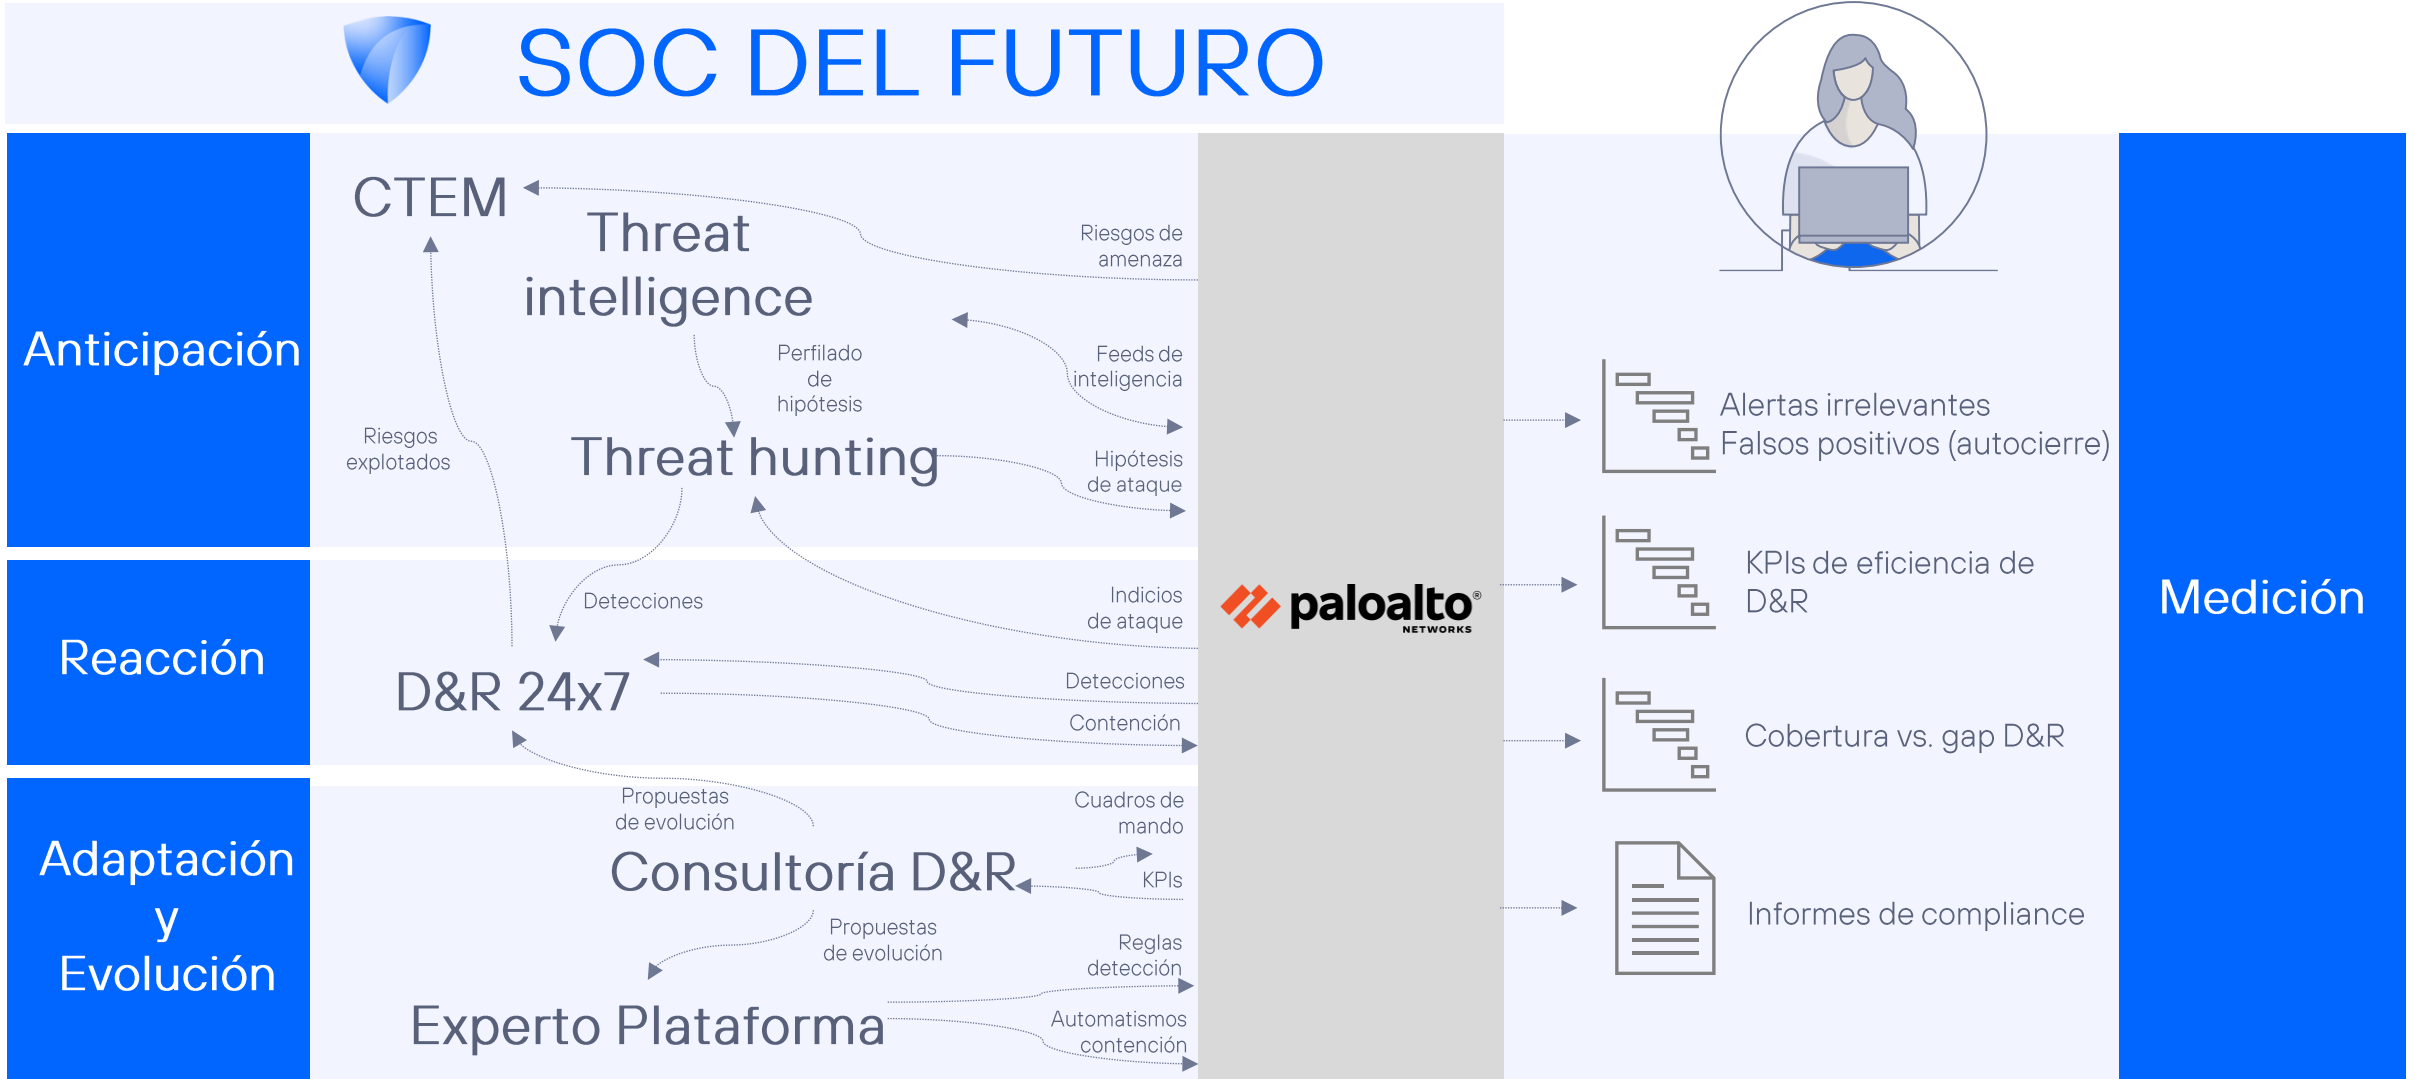 SOC DEL FUTURO
Anticipación
CTEM
Threat
intelligence
Riesgos de
amenaza
Perfilado
de
hipótesis
Feeds de
inteligencia
Riesgos
explotados
Threat hunting
Hipótesis
de ataque
Reacción
Detecciones
Indicios
de ataque
D&R 24x7
Detecciones
Contención
Adaptación
y
Evolución
Propuestas
de evolución
Cuadros de
mando
Consultoría D&R
KPIs
Propuestas
de evolución
Reglas
detección
Experto Plataforma
Automatismos
contención
paloalto®
NETWORKS
Alertas irrelevantes
Falsos positivos (autocierre)
KPIs de eficiencia de
D&R
Cobertura vs. gap D&R
Informes de compliance
Medición